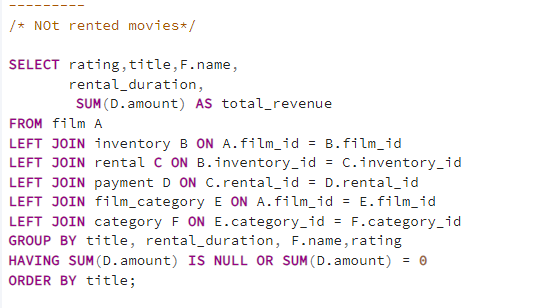 ---------
/* NOt rented movies*/
SELECT rating,title,F.name,
rental_duration,
SUM(D.amount) AS total_revenue
FROM film A
LEFT JOIN inventory B ON A.film_id = B.film_id
LEFT JOIN rental C ON B.inventory_id = C.inventory_id
LEFT JOIN payment D ON C.rental_id = D.rental_id
LEFT JOIN film_category E ON A.film_id = E.film_id
LEFT JOIN category F ON E.category_id = F.category_id
GROUP BY title, rental_duration, F.name,rating
HAVING SUM(D.amount) IS NULL OR SUM(D.amount) = 0
ORDER BY title;